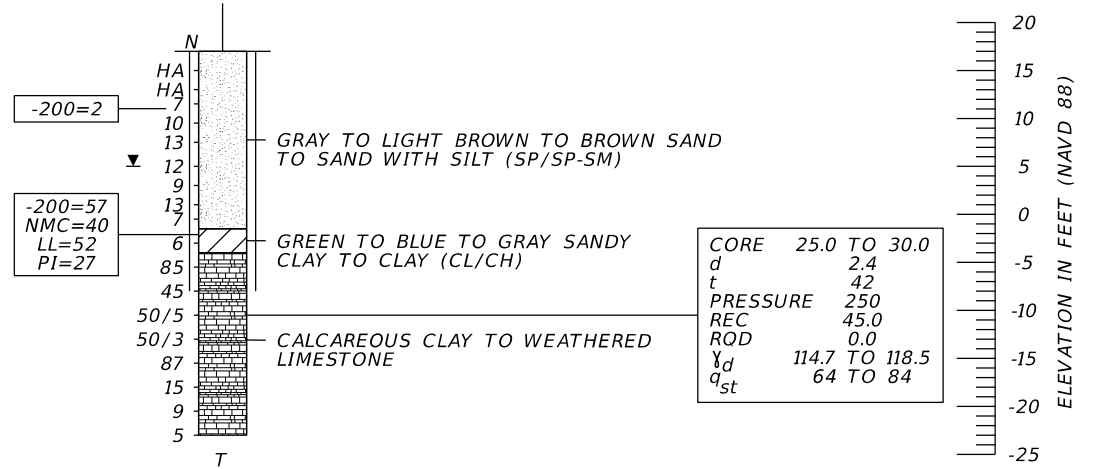 N
HA
HA
7
10
13
12
9
13
7
6
85
45
50/5
50/3
87
15
9
5
T
-200=2
-200=57
NMC=40
LL=52
PI=27
GRAY TO LIGHT BROWN TO BROWN SAND
TO SAND WITH SILT (SP/SP-SM)
GREEN TO BLUE TO GRAY SANDY
CLAY TO CLAY (CL/CH)
CALCAREOUS CLAY TO WEATHERED
LIMESTONE
CORE 25.0 TO 30.0
d 2.4
t 42
PRESSURE 250
REC 45.0
RQD 0.0
γd 114.7 TO 118.5
qst 64 TO 84
20
15
10
5
0
-5
-10
-15
-20
-25
ELEVATION IN FEET (NAVD 88)